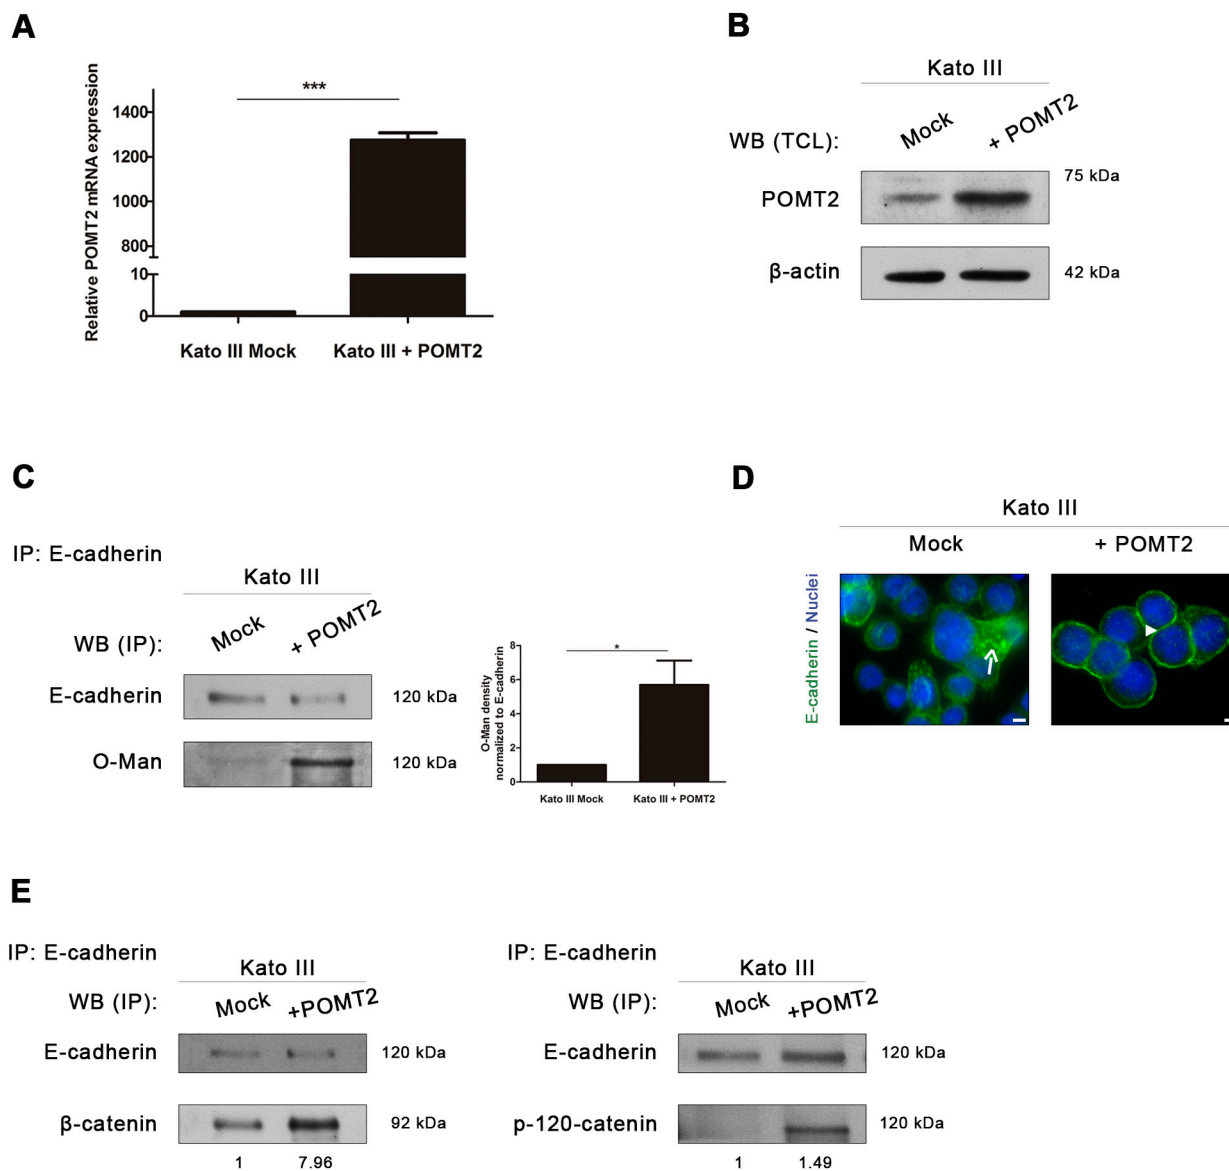 A
Relative POMT2 mRNA expression
***
1400
1200
1000
800
10
0
Kato III Mock
Kato III + POMT2
B
Kato III
WB (TCL):
Mock
+ POMT2
POMT2
75 kDa
β-actin
42 kDa
C
IP: E-cadherin
Kato III
WB (IP):
Mock
+ POMT2
E-cadherin
120 kDa
O-Man
120 kDa
O-Man density
normalized to E-cadherin
*
8
6
4
2
0
Kato III Mock
Kato III + POMT2
D
Kato III
Mock
+ POMT2
E-cadherin / Nuclei
E
IP: E-cadherin
Kato III
WB (IP):
Mock
+POMT2
E-cadherin
120 kDa
β-catenin
92 kDa
1
7.96
IP: E-cadherin
Kato III
WB (IP):
Mock
+POMT2
E-cadherin
120 kDa
p-120-catenin
120 kDa
1
1.49